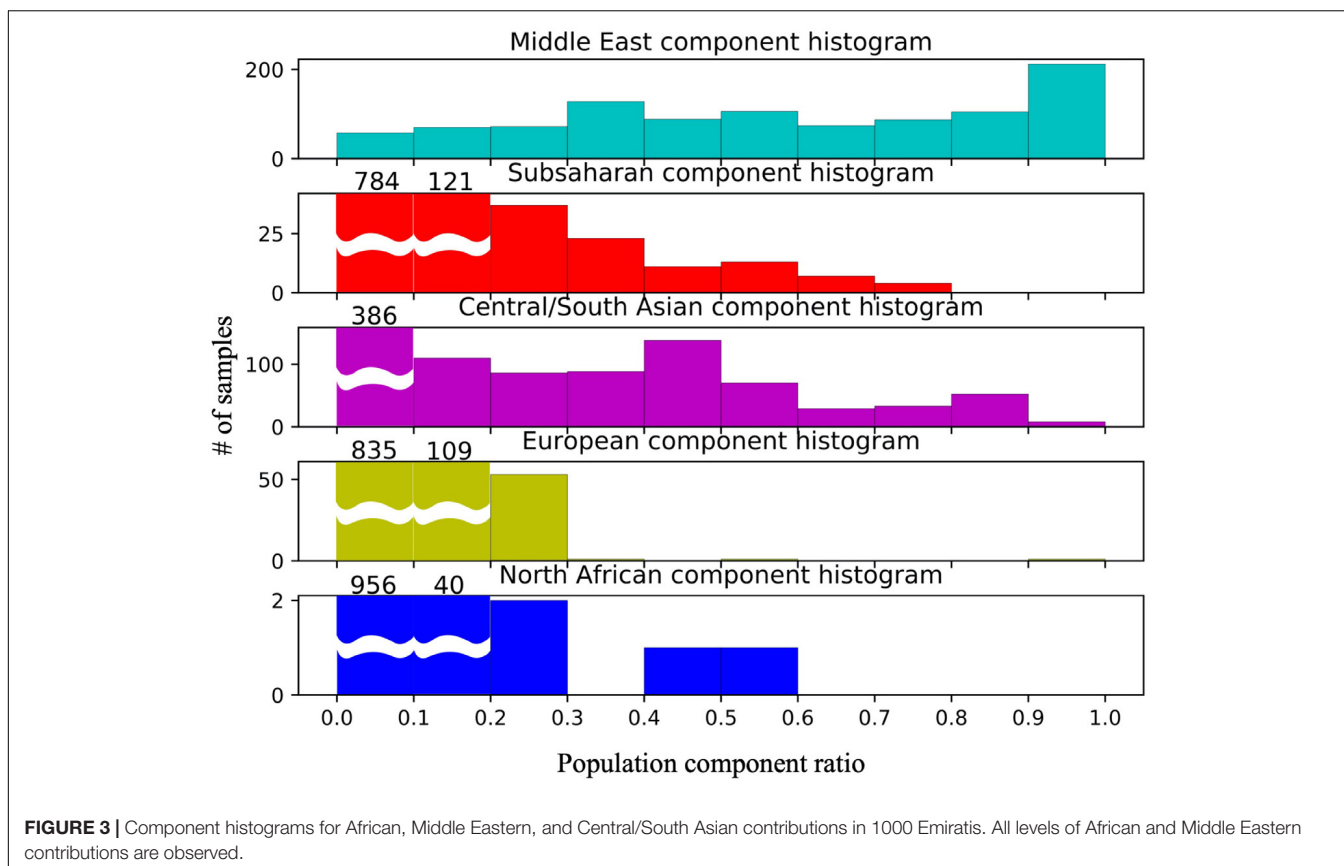 Middle East component histogram
200
0
Subsaharan component histogram
784 121
25
0
Central/South Asian component histogram
386
100
0
European component histogram
835 109
50
0
North African component histogram
956 40
2
0
# of samples
0.0 0.1 0.2 0.3 0.4 0.5 0.6 0.7 0.8 0.9 1.0
Population component ratio
FIGURE 3 | Component histograms for African, Middle Eastern, and Central/South Asian contributions in 1000 Emiratis. All levels of African and Middle Eastern
contributions are observed.